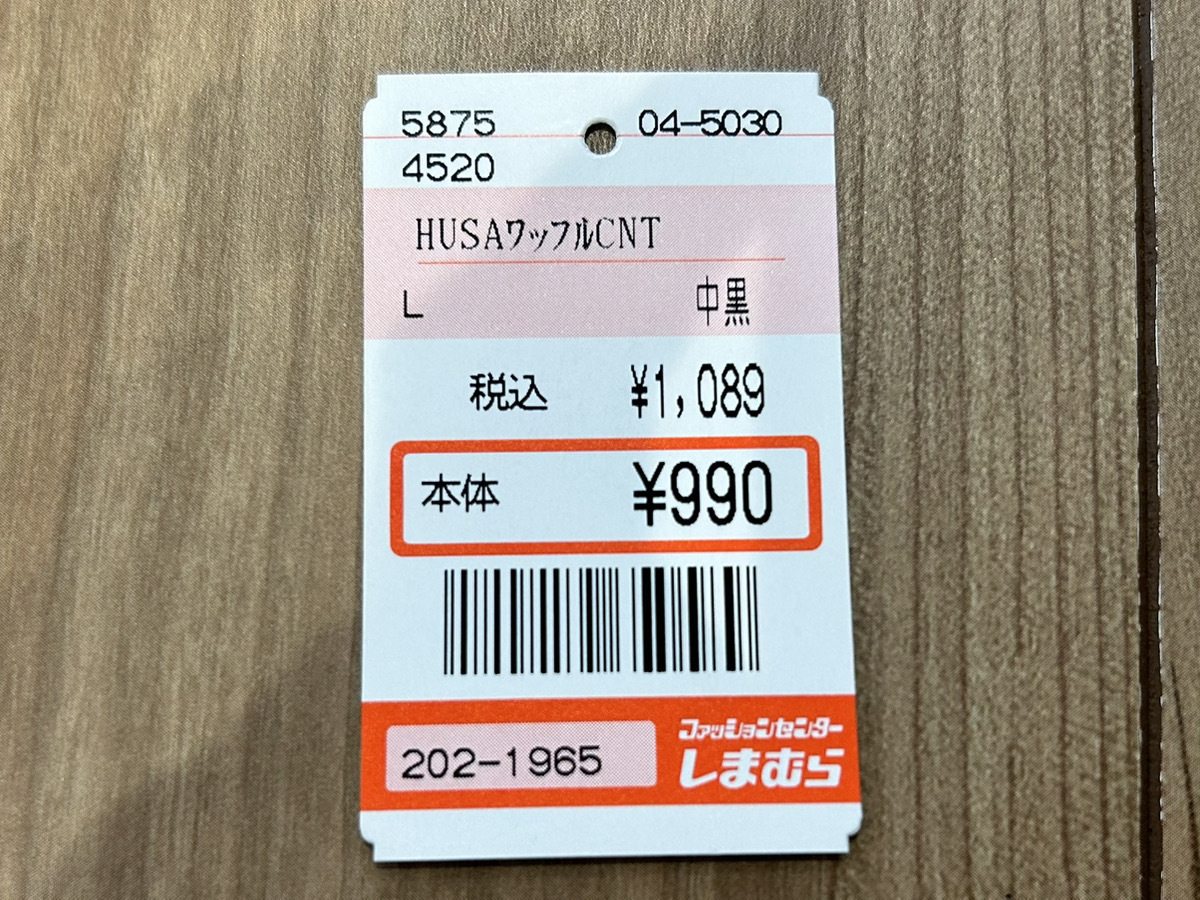 5875 04-5030
4520
HUSAワッフルCNT
L 中黒
税込 ¥1,089
本体 ¥990
202-1965
ファッションセンター
しまむら